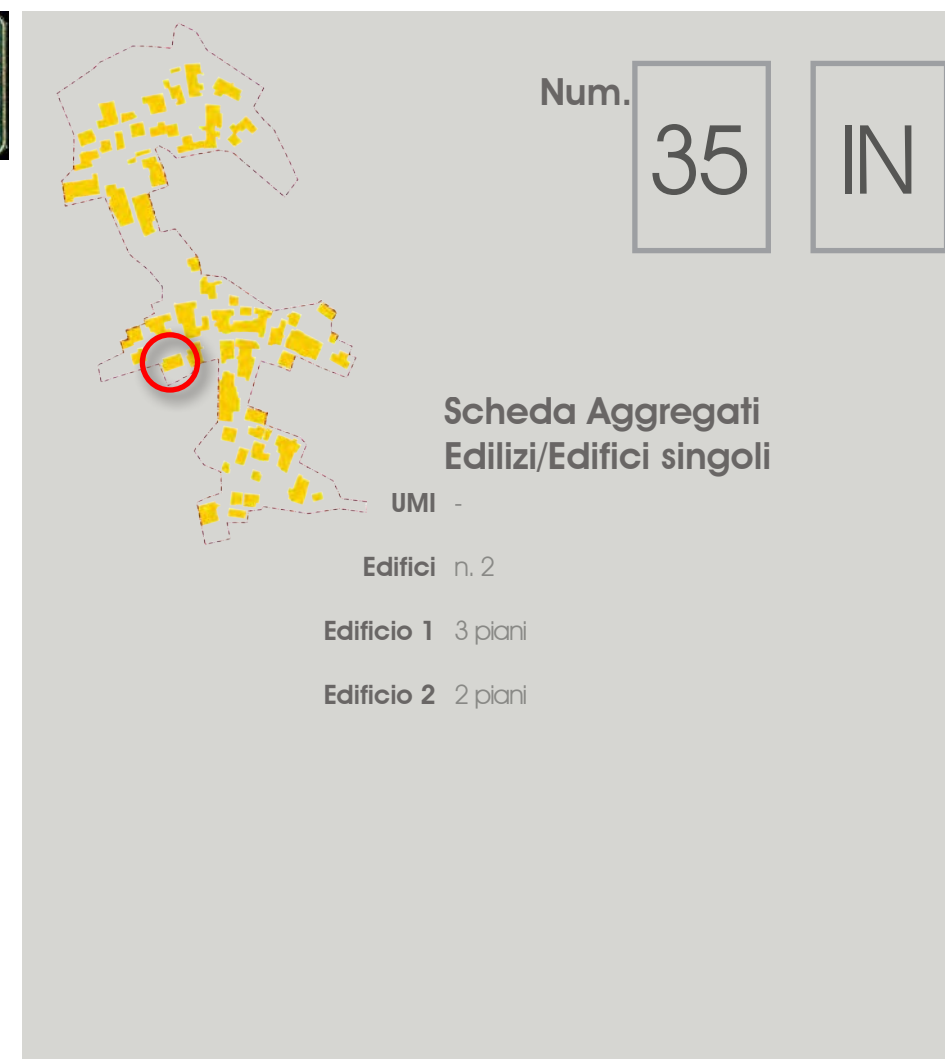 Num.
35
IN
Scheda Aggregati
Edilizi/Edifici singoli
UMI -
Edifici n. 2
Edificio 1 3 piani
Edificio 2 2 piani